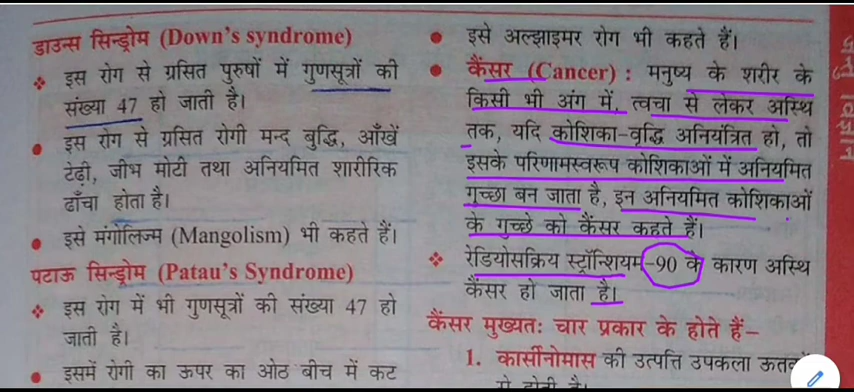 डाउन्स सिन्ड्रोम (Down's syndrome)
❖ इस रोग से ग्रसित पुरुषों में गुणसूत्रों की
संख्या 47 हो जाती है।
● इस रोग से ग्रसित रोगी मन्द बुद्धि, आँखें
टेढ़ी, जीभ मोटी तथा अनियमित शारीरिक
ढाँचा होता है।
● इसे मंगोलिज्म (Mangolism) भी कहते हैं।
पटाऊ सिन्ड्रोम (Patau's Syndrome)
❖ इस रोग में भी गुणसूत्रों की संख्या 47 हो
जाती है।
● इसमें रोगी का ऊपर का ओठ बीच में कट
● इसे अल्झाइमर रोग भी कहते हैं।
● कैंसर (Cancer) : मनुष्य के शरीर के
किसी भी अंग में, त्वचा से लेकर अस्थि
तक, यदि कोशिका-वृद्धि अनियंत्रित हो, तो
इसके परिणामस्वरूप कोशिकाओं में अनियमित
गुच्छा बन जाता है, इन अनियमित कोशिकाओं
के गुच्छे को कैंसर कहते हैं।
❖ रेडियोसक्रिय स्ट्रॉन्शियम-90 के कारण अस्थि
कैंसर हो जाता है।
कैंसर मुख्यतः चार प्रकार के होते हैं–
1. कार्सीनोमास की उत्पत्ति उपकला
जन्तु विज्ञान